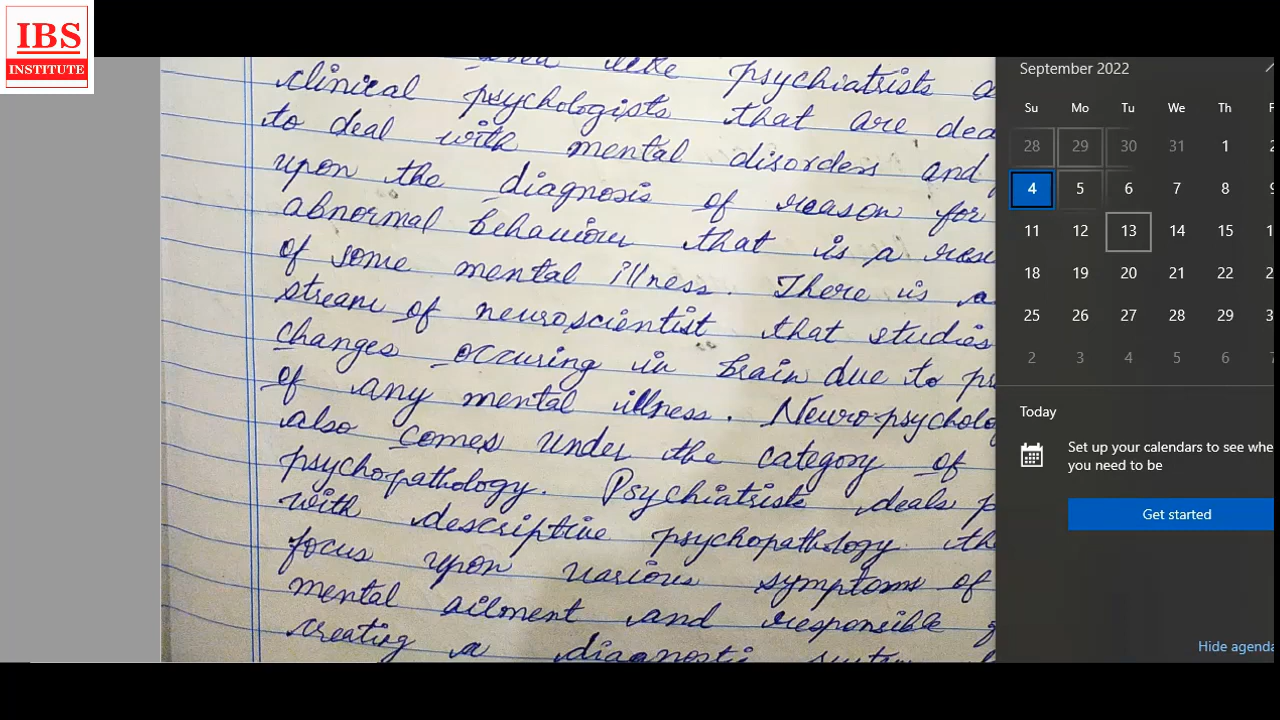 IBS
INSTITUTE
psychiatrists
clinical psychologists that are
to deal with mental disorders and
upon the diagnosis of reason for
abnormal behaviour that is a
of some mental illness. There is a
stream of neuroscientist that studies
changes occuring in brain due to
of any mental illness. Neuro-psycholo
also comes under the category of
psychopathology. Psychiatrists deals
with descriptive psychopathology
focus upon various symptoms of
mental ailment and responsible
creating a
September 2022
Su Mo Tu We Th F
28 29 30 31 1 2
4 5 6 7 8 9
11 12 13 14 15 1
18 19 20 21 22 2
25 26 27 28 29 3
2 3 4 5 6 7
Today
Set up your calendars to see whe
you need to be
Get started
Hide agenda